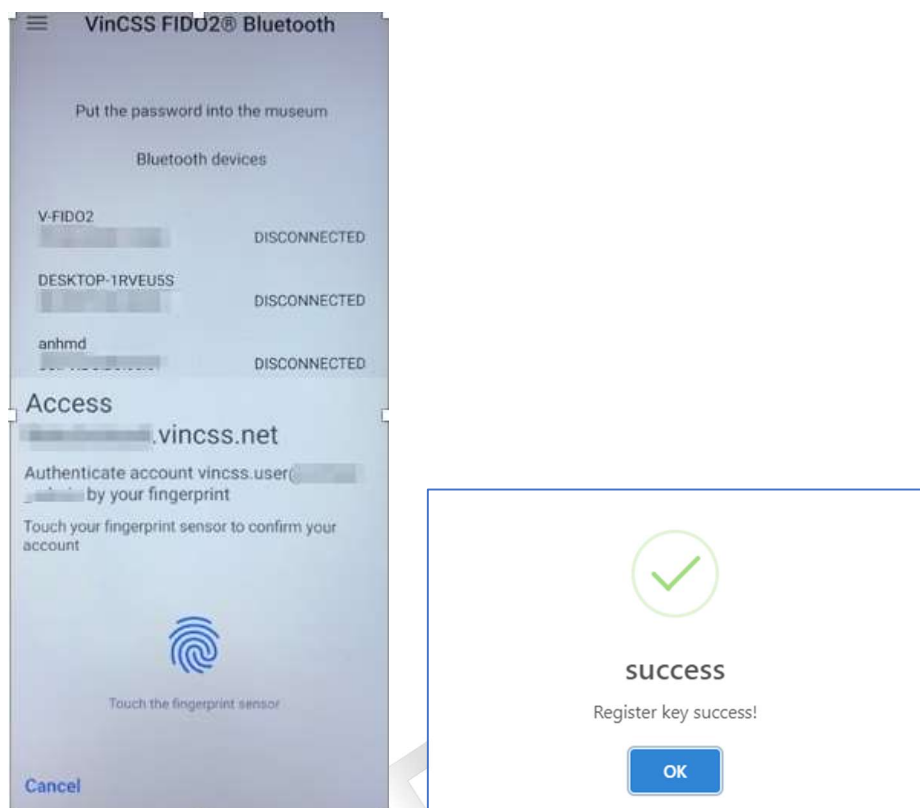 VinCSS FIDO2® Bluetooth
Put the password into the museum
Bluetooth devices
V-FIDO2
DISCONNECTED
DESKTOP-1RVEU5S
DISCONNECTED
anhmd
DISCONNECTED
Access
.vincss.net
Authenticate account vincss.user(
by your fingerprint
Touch your fingerprint sensor to confirm your
account
Touch the fingerprint sensor
Cancel
success
Register key success!
OK